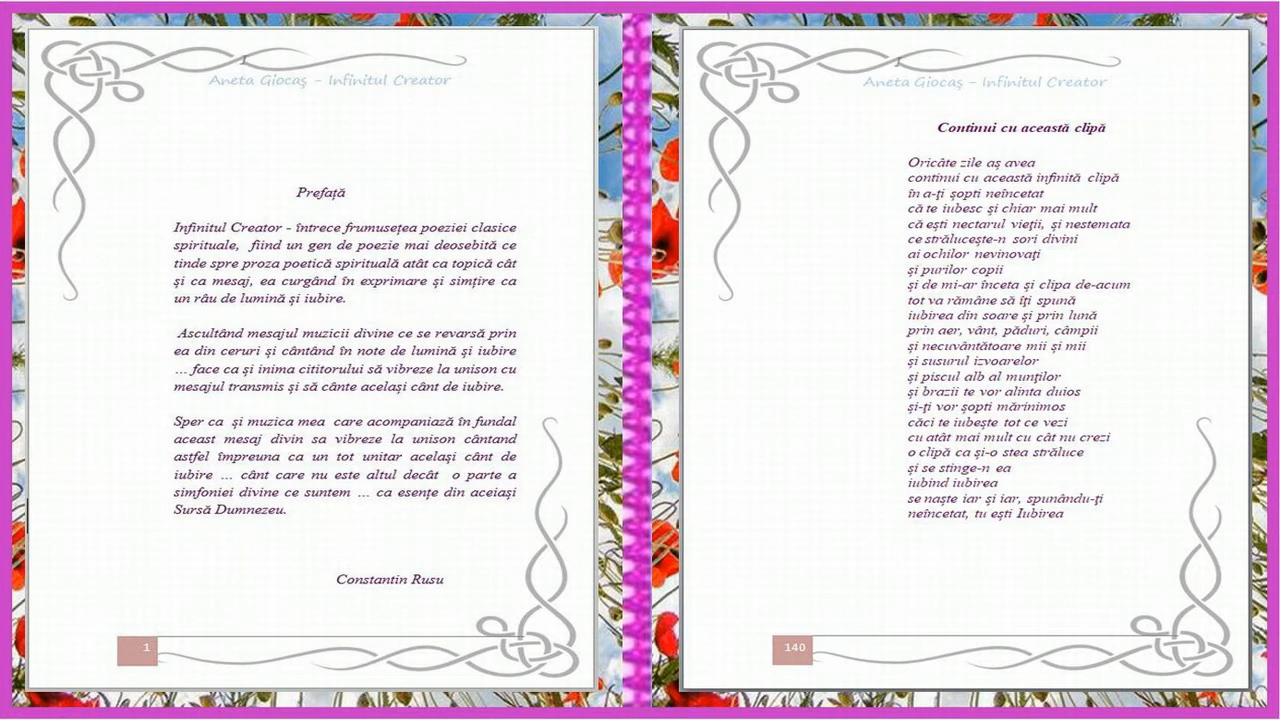 Aneta Giocaş – Infinitul Creator
Prefaţă
Infinitul Creator - întrece frumuseţea poeziei clasice
spirituale, fiind un gen de poezie mai deosebită ce
tinde spre proza poetică spirituală atât ca topică cât
şi ca mesaj, ea curgând în exprimare şi simţire ca
un râu de lumină şi iubire.
Ascultând mesajul muzicii divine ce se revarsă prin
ea din ceruri şi cântând în note de lumină şi iubire
... face ca şi inima cititorului să vibreze la unison cu
mesajul transmis şi să cânte acelaşi cânt de iubire.
Sper ca şi muzica mea care acompaniază în fundal
aceast mesaj divin sa vibreze la unison cântand
astfel împreuna ca un tot unitar acelaşi cânt de
iubire ... cânt care nu este altul decât o parte a
simfoniei divine ce suntem ... ca esenţe din aceiaşi
Sursă Dumnezeu.
Constantin Rusu
1
Aneta Giocaş – Infinitul Creator
Continui cu această clipă
Oricâte zile aş avea
continui cu această infinită clipă
în a-ţi şopti neîncetat
că te iubesc şi chiar mai mult
că eşti nectarul vieţii, şi nestemata
ce străluceşte-n sori divini
ai ochilor nevinovaţi
şi purilor copii
şi de mi-ar înceta şi clipa de-acum
tot va rămâne să îţi spună
iubirea din soare şi prin lună
prin aer, vânt, păduri, câmpii
şi necuvântătoare mii şi mii
şi susurul izvoarelor
şi piscul alb al munţilor
şi brazii te vor alinta duios
şi-ţi vor şopti mărinimos
căci te iubeşte tot ce vezi
cu atât mai mult cu cât nu crezi
o clipă ca şi-o stea străluce
şi se stinge-n ea
iubind iubirea
se naşte iar şi iar, spunându-ţi
neîncetat, tu eşti Iubirea
140